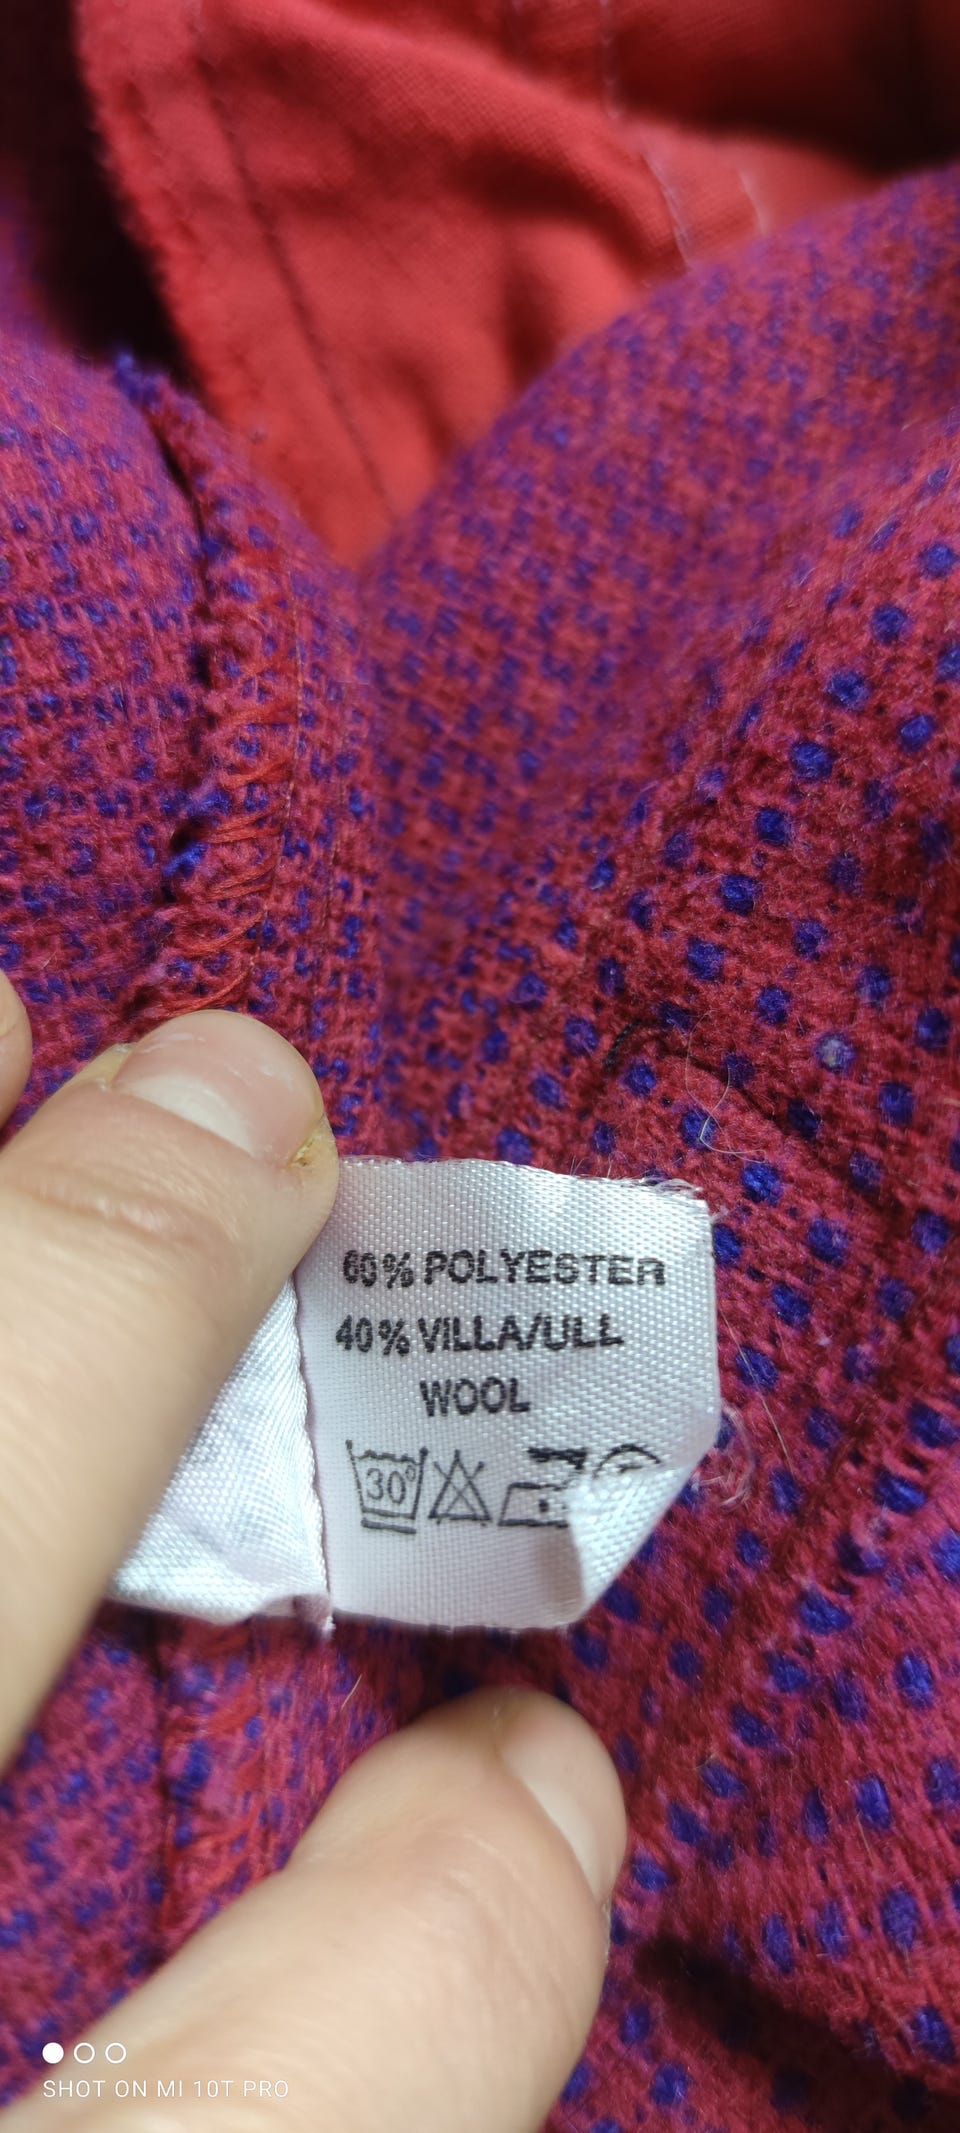 60% POLYESTER
40% VILLA/ULL
WOOL
30°
SHOT ON MI 10T PRO